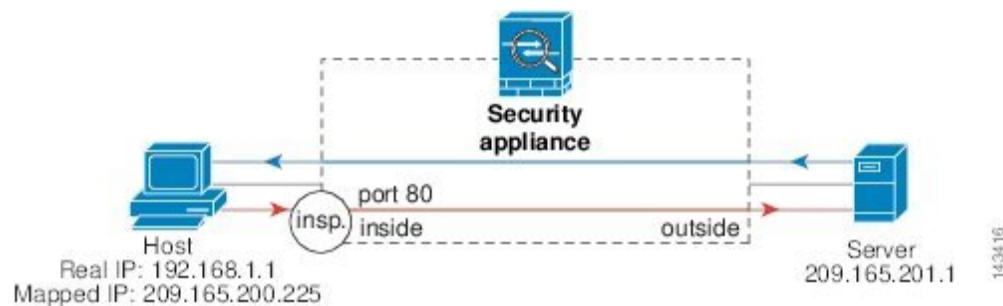 Security
appliance
port 80
insp.
inside
outside
Host
Real IP: 192.168.1.1
Mapped IP: 209.165.200.225
Server
209.165.201.1
143416